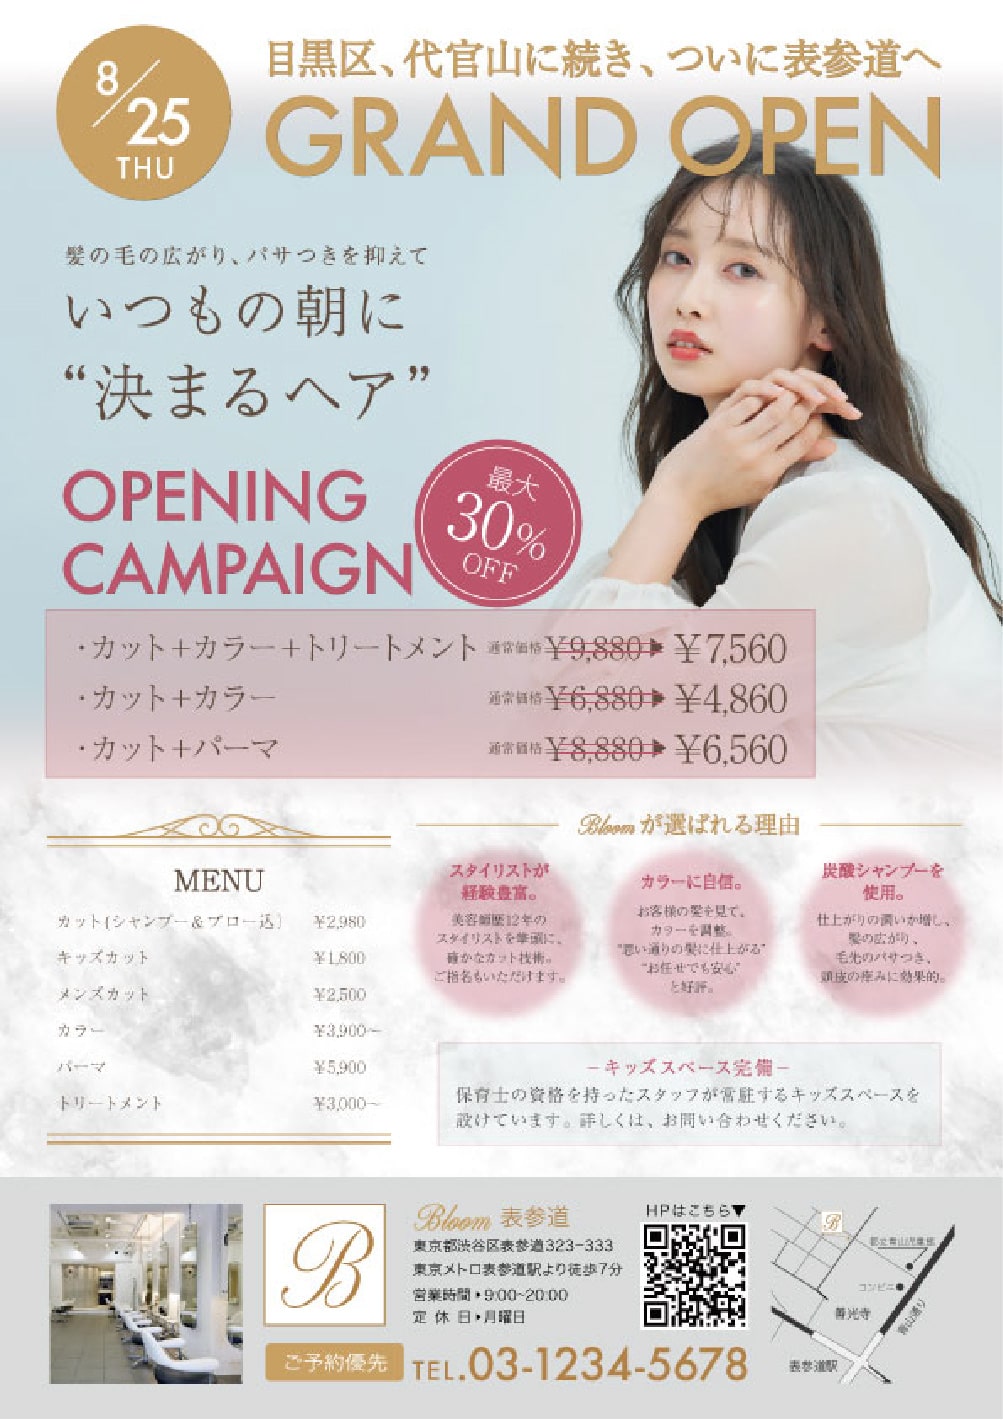 8/25
THU
目黒区、代官山に続き、ついに表参道へ
GRAND OPEN
髪の毛の広がり、パサつきを抑えて
いつもの朝に
“決まるヘア”
OPENING
CAMPAIGN
最大
30%
OFF
・カット＋カラー＋トリートメント 通常価格 ¥9,880 ▶ ¥7,560
・カット＋カラー 通常価格 ¥6,880 ▶ ¥4,860
・カット＋パーマ 通常価格 ¥8,880 ▶ ¥6,560
MENU
カット(シャンプー＆ブロー込) ¥2,980
キッズカット ¥1,800
メンズカット ¥2,500
カラー ¥3,900〜
パーマ ¥5,900
トリートメント ¥3,000〜
Bloomが選ばれる理由
スタイリストが
経験豊富。
美容師歴12年の
スタイリストを筆頭に、
確かなカット技術。
ご指名もいただけます。
カラーに自信。
お客様の髪を見て、
カラーを調整。
“思い通りの髪に仕上がる”
“お任せでも安心”
と好評。
炭酸シャンプーを
使用。
仕上がりの潤いが増し、
髪の広がり、
毛先のパサつき、
頭皮の痒みに効果的。
−キッズスペース完備−
保育士の資格を持ったスタッフが常駐するキッズスペースを
設けています。詳しくは、お問い合わせください。
B
Bloom 表参道
東京都渋谷区表参道323−333
東京メトロ表参道駅より徒歩7分
営業時間▶9:00~20:00
定休日▶月曜日
ご予約優先
TEL.03-1234-5678
HPはこちら▼
B
コンビニ
善光寺
青山通り
表参道駅